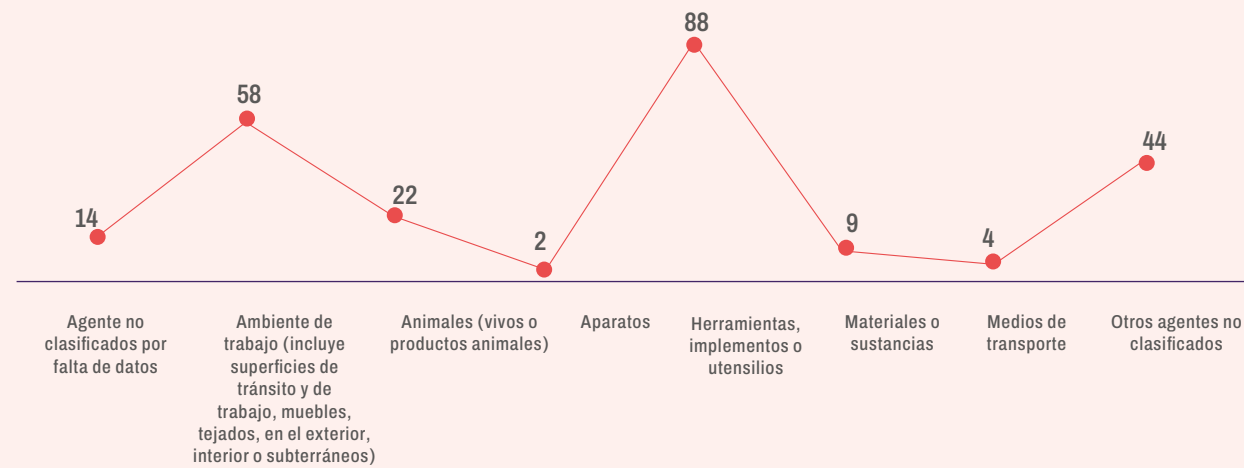 14
58
22
2
88
9
4
44
Agente no
clasificados por
falta de datos
Ambiente de
trabajo (incluye
superficies de
tránsito y de
trabajo, muebles,
tejados, en el exterior,
interior o subterráneos)
Animales (vivos o
productos animales)
Aparatos
Herramientas,
implementos o
utensilios
Materiales o
sustancias
Medios de
transporte
Otros agentes no
clasificados